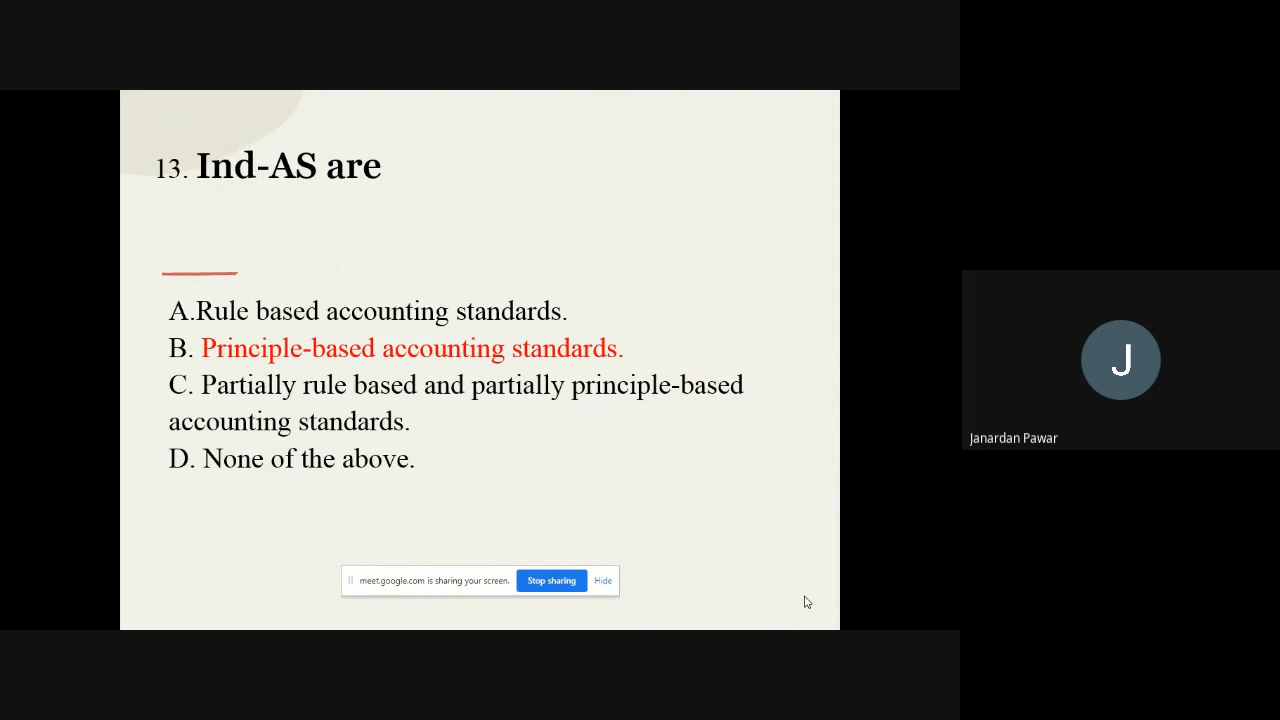 13. Ind-AS are
A.Rule based accounting standards.
B. Principle-based accounting standards.
C. Partially rule based and partially principle-based
accounting standards.
D. None of the above.
meet.google.com is sharing your screen. Stop sharing Hide
J
Janardan Pawar